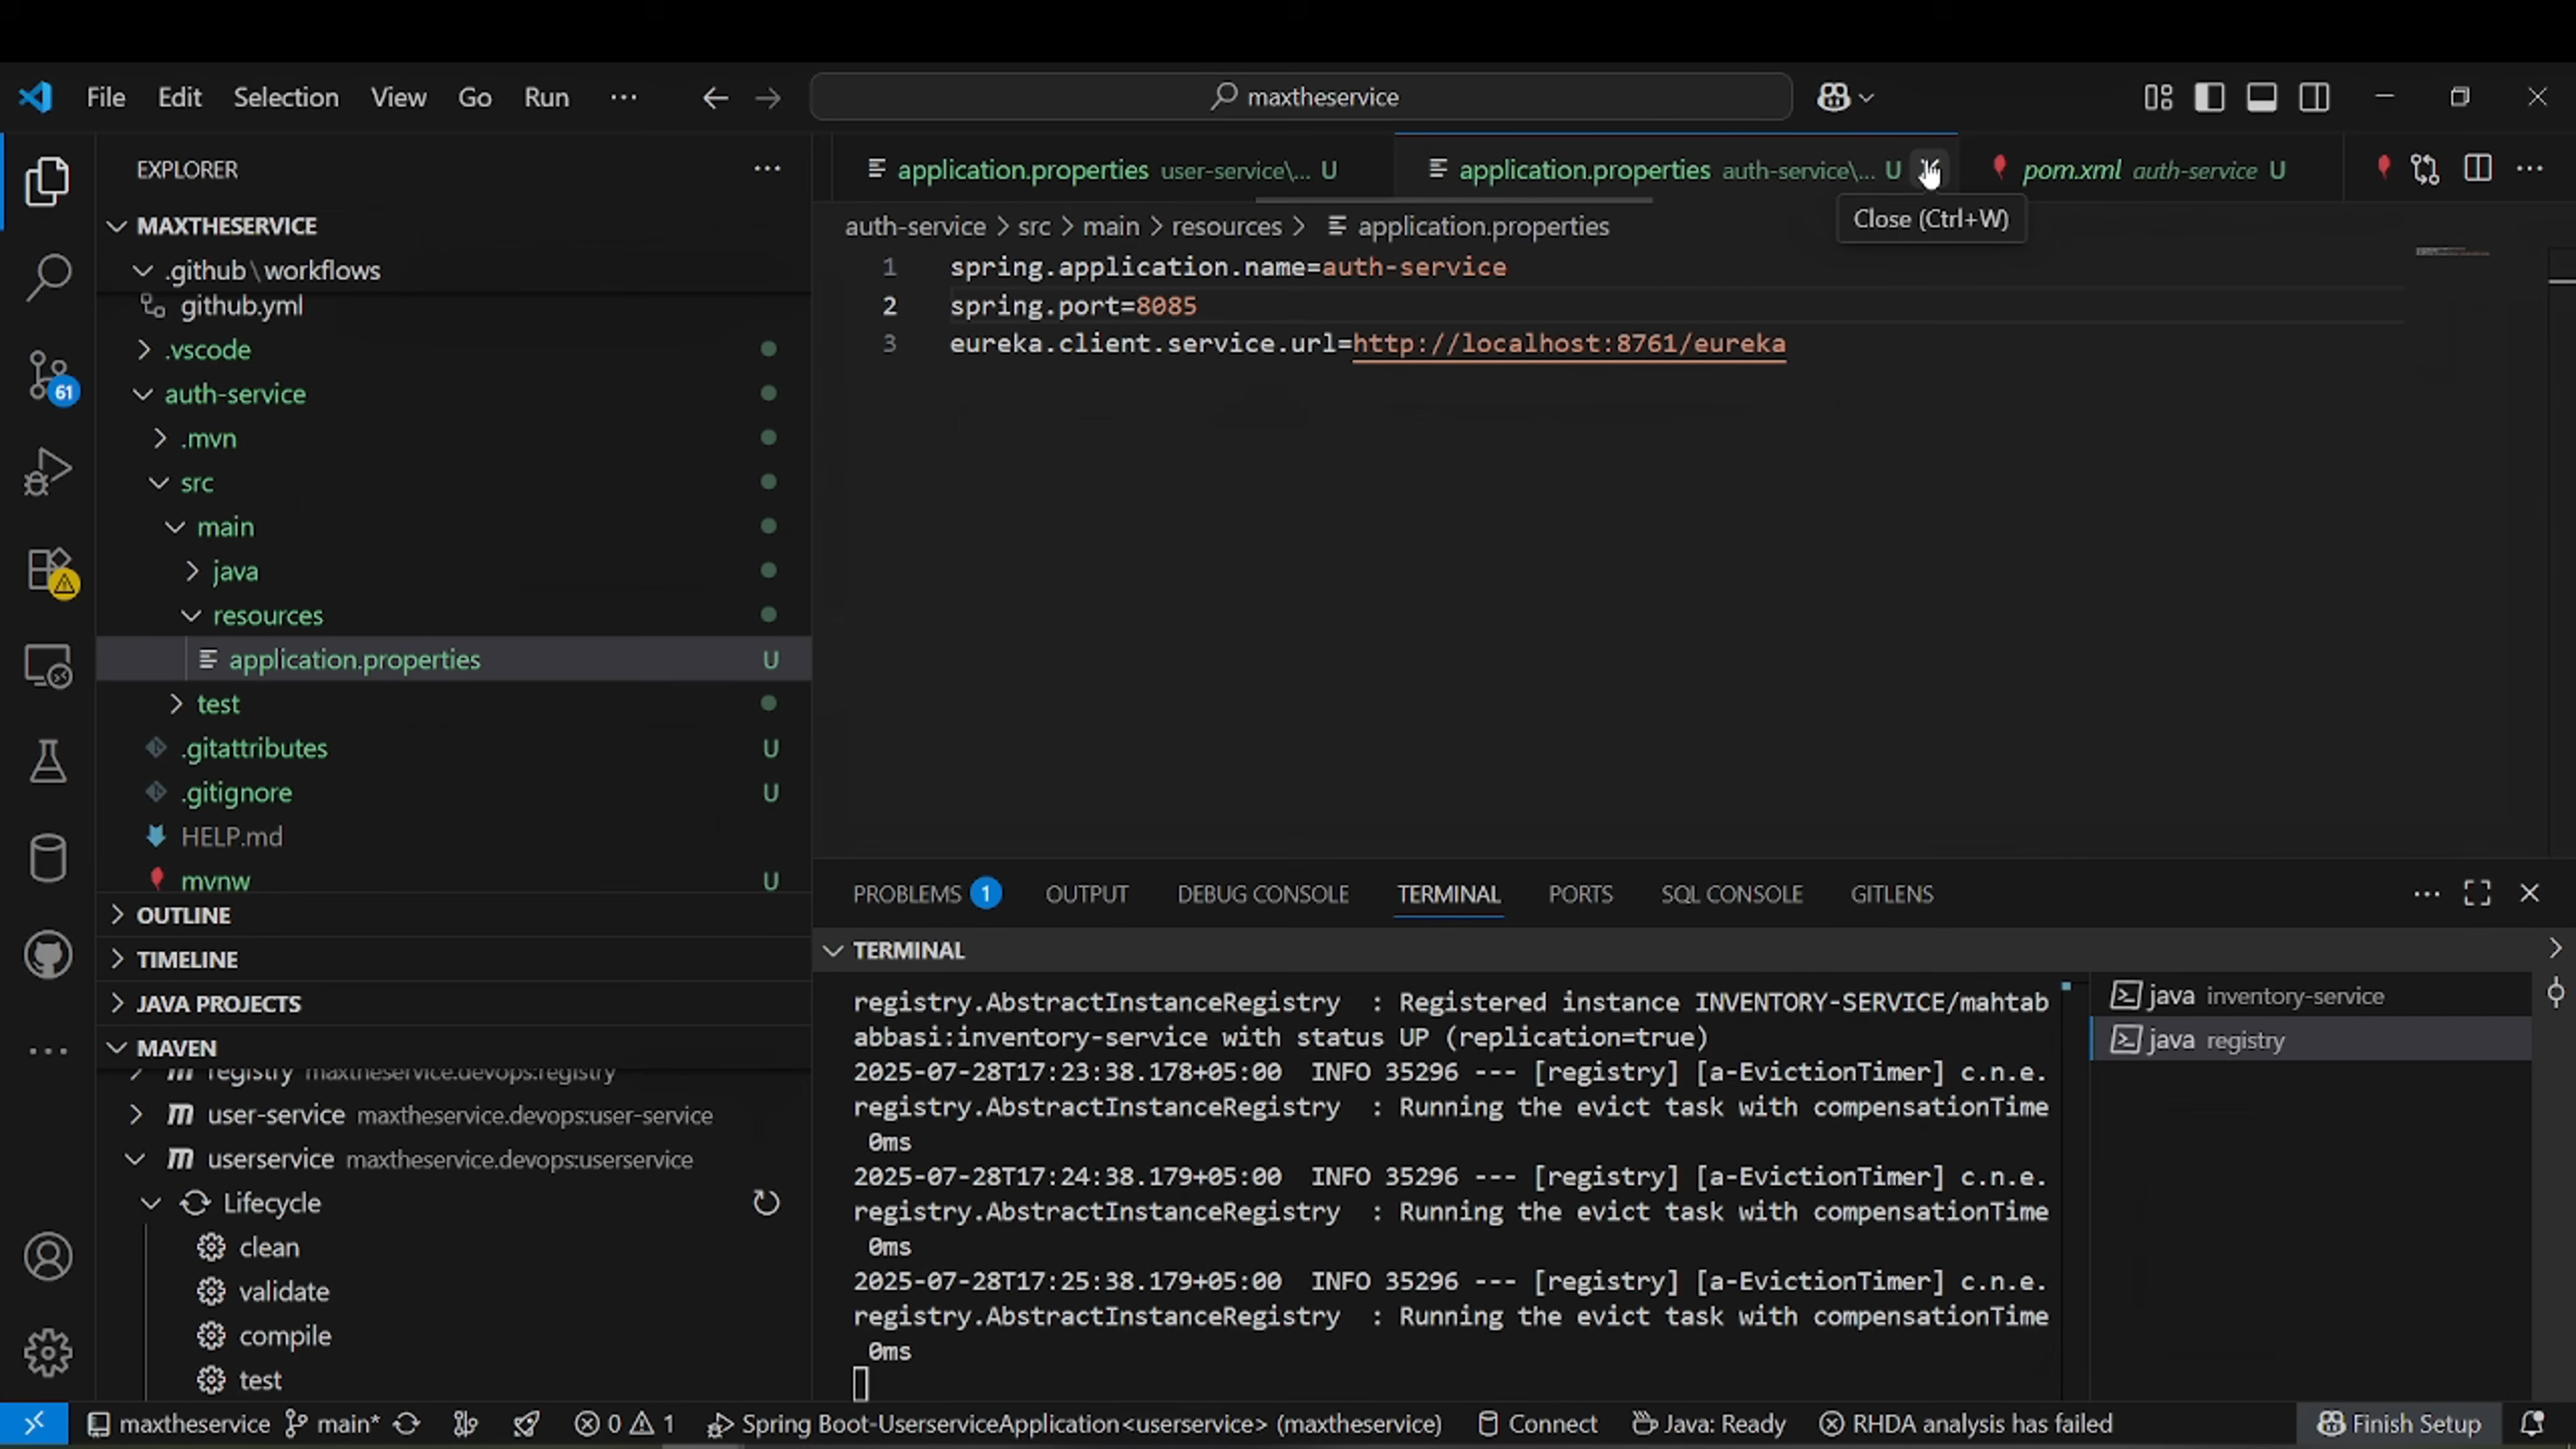 File Edit Selection View Go Run ··· maxtheservice
EXPLORER ···
MAXTHESERVICE
.github\workflows
github.yml
.vscode
auth-service
.mvn
src
main
java
resources
application.properties U
test
.gitattributes U
.gitignore U
HELP.md
mvnw U
OUTLINE
TIMELINE
JAVA PROJECTS
MAVEN
registry maxtheservice.devops:registry
user-service maxtheservice.devops:user-service
userservice maxtheservice.devops:userservice
Lifecycle
clean
validate
compile
test
61
application.properties user-service\... U application.properties auth-service\... U pom.xml auth-service U
Close (Ctrl+W)
auth-service > src > main > resources > application.properties
1 spring.application.name=auth-service
2 spring.port=8085
3 eureka.client.service.url=http://localhost:8761/eureka
PROBLEMS 1 OUTPUT DEBUG CONSOLE TERMINAL PORTS SQL CONSOLE GITLENS
TERMINAL
registry.AbstractInstanceRegistry : Registered instance INVENTORY-SERVICE/mahtab
abbasi:inventory-service with status UP (replication=true)
2025-07-28T17:23:38.178+05:00 INFO 35296 --- [registry] [a-EvictionTimer] c.n.e.
registry.AbstractInstanceRegistry : Running the evict task with compensationTime
0ms
2025-07-28T17:24:38.179+05:00 INFO 35296 --- [registry] [a-EvictionTimer] c.n.e.
registry.AbstractInstanceRegistry : Running the evict task with compensationTime
0ms
2025-07-28T17:25:38.179+05:00 INFO 35296 --- [registry] [a-EvictionTimer] c.n.e.
registry.AbstractInstanceRegistry : Running the evict task with compensationTime
0ms
java inventory-service
java registry
maxtheservice main* 0 1 Spring Boot-UserserviceApplication<userservice> (maxtheservice) Connect Java: Ready RHDA analysis has failed Finish Setup